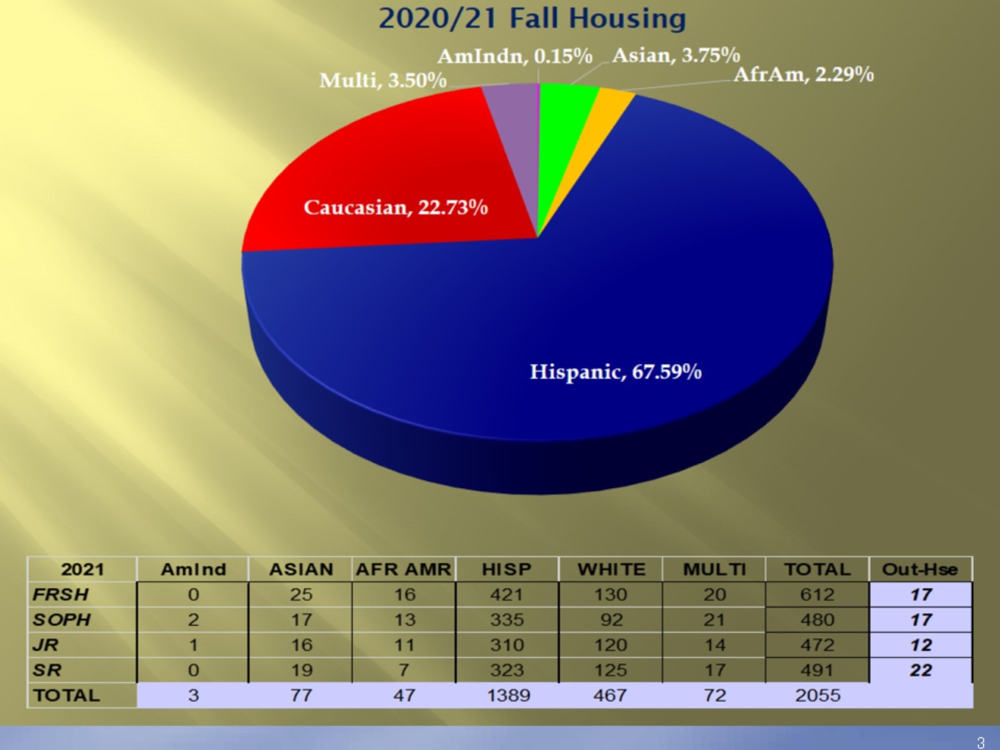 2020/21 Fall Housing
AmIndn, 0.15%
Asian, 3.75%
Multi, 3.50%
AfrAm, 2.29%
Caucasian, 22.73%
Hispanic, 67.59%
2021 AmInd ASIAN AFR AMR HISP WHITE MULTI TOTAL Out-Hse
FRSH 0 25 16 421 130 20 612 17
SOPH 2 17 13 335 92 21 480 17
JR 1 16 11 310 120 14 472 12
SR 0 19 7 323 125 17 491 22
TOTAL 3 77 47 1389 467 72 2055
3